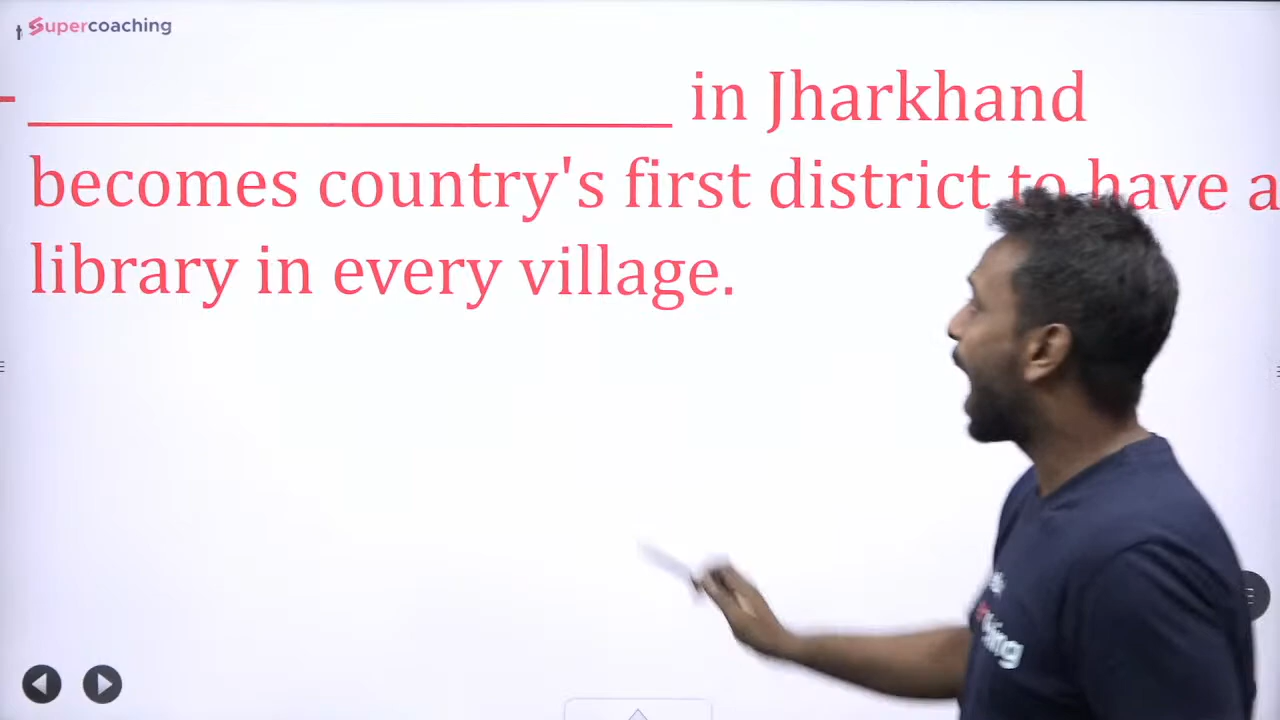 Supercoaching
in Jharkhand
becomes country's first district to have a
library in every village.